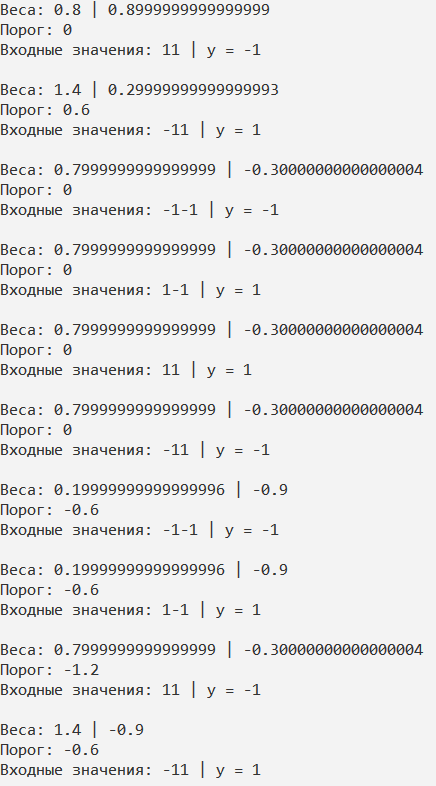 Веса: 0.8 | 0.8999999999999999
Порог: 0
Входные значения: 11 | y = -1
Веса: 1.4 | 0.29999999999999993
Порог: 0.6
Входные значения: -11 | y = 1
Веса: 0.7999999999999999 | -0.30000000000000004
Порог: 0
Входные значения: -1-1 | y = -1
Веса: 0.7999999999999999 | -0.30000000000000004
Порог: 0
Входные значения: 1-1 | y = 1
Веса: 0.7999999999999999 | -0.30000000000000004
Порог: 0
Входные значения: 11 | y = 1
Веса: 0.7999999999999999 | -0.30000000000000004
Порог: 0
Входные значения: -11 | y = -1
Веса: 0.19999999999999996 | -0.9
Порог: -0.6
Входные значения: -1-1 | y = -1
Веса: 0.19999999999999996 | -0.9
Порог: -0.6
Входные значения: 1-1 | y = 1
Веса: 0.7999999999999999 | -0.30000000000000004
Порог: -1.2
Входные значения: 11 | y = -1
Веса: 1.4 | -0.9
Порог: -0.6
Входные значения: -11 | y = 1